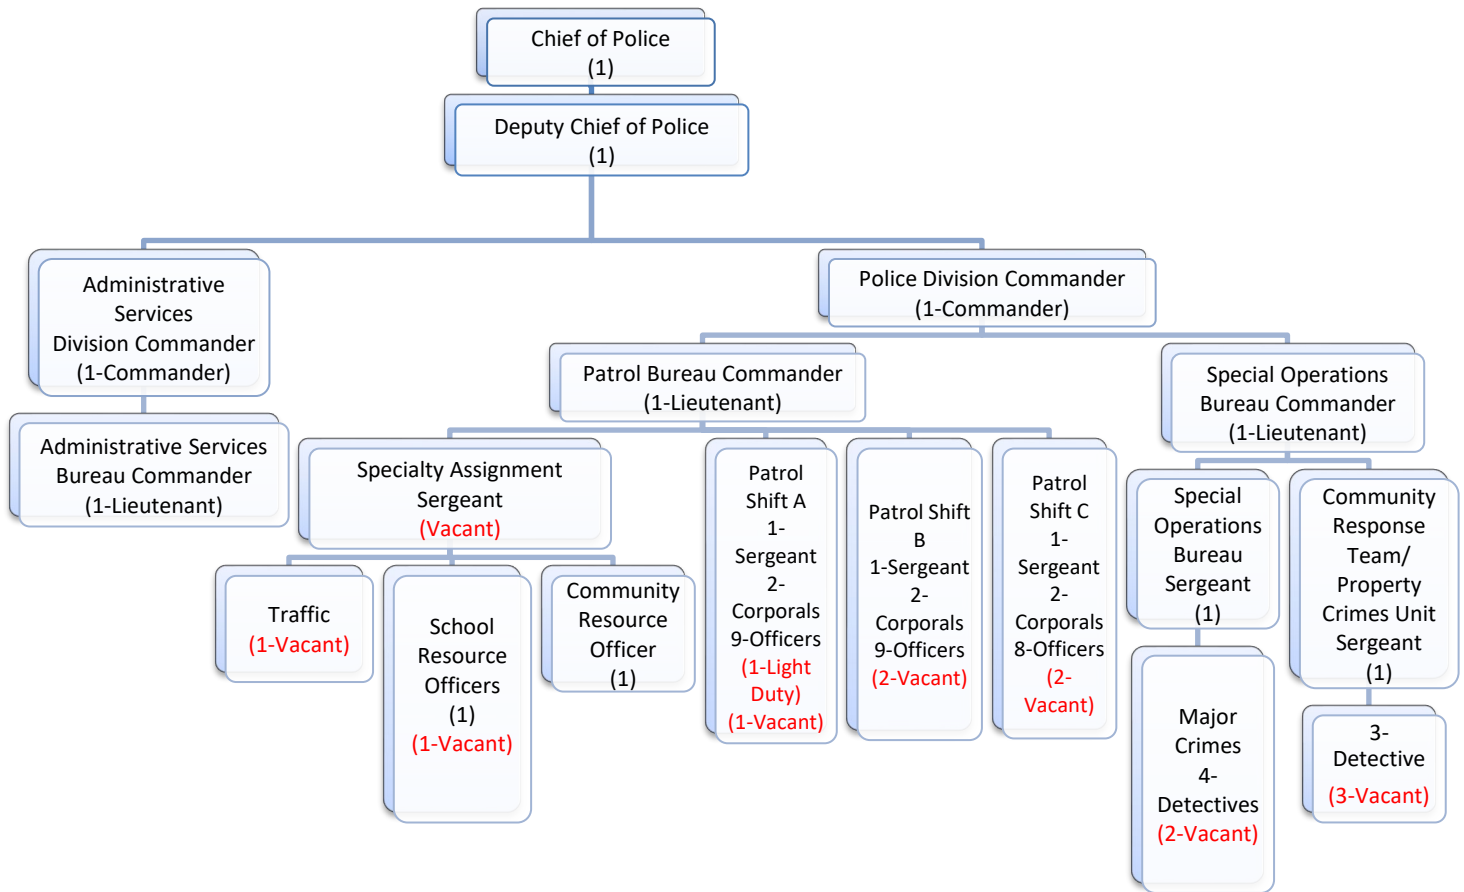 Chief of Police
(1)
Deputy Chief of Police
(1)
Administrative
Services
Division Commander
(1-Commander)
Police Division Commander
(1-Commander)
Administrative Services
Bureau Commander
(1-Lieutenant)
Patrol Bureau Commander
(1-Lieutenant)
Special Operations
Bureau Commander
(1-Lieutenant)
Specialty Assignment
Sergeant
(Vacant)
Traffic
(1-Vacant)
School
Resource
Officers
(1)
(1-Vacant)
Community
Resource
Officer
(1)
Patrol
Shift A
1-
Sergeant
2-
Corporals
9-Officers
(1-Light
Duty)
(1-Vacant)
Patrol Shift
B
1-Sergeant
2-
Corporals
9-Officers
(2-Vacant)
Patrol
Shift C
1-
Sergeant
2-
Corporals
8-Officers
(2-
Vacant)
Special
Operations
Bureau
Sergeant
(1)
Major
Crimes
4-
Detectives
(2-Vacant)
Community
Response
Team/
Property
Crimes Unit
Sergeant
(1)
3-
Detective
(3-Vacant)